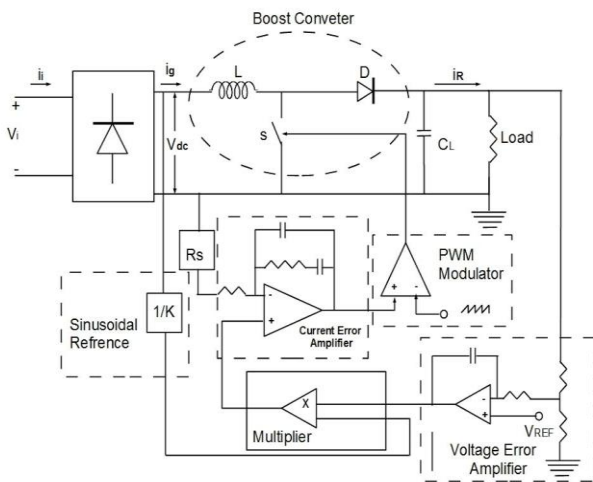 Boost Conveter
ii
ig
L
D
iR
+
Vi
-
Vdc
s
CL
Load
Rs
PWM
Modulator
+ -
Sinusoidal
Refrence
1/K
-
+
Current Error
Amplifier
X
Multiplier
-
+
VREF
Voltage Error
Amplifier